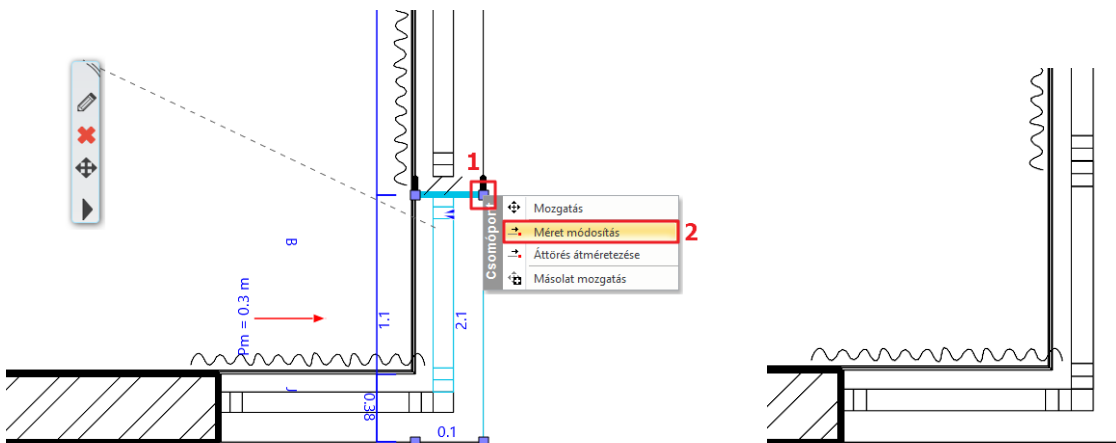 1
Csomópont
Mozgatás
Méret módosítás
2
Áttörés átméretezése
Másolat mozgatás
B
Pm = 0.3 m
1.1
2.1
J
0.38
0.1